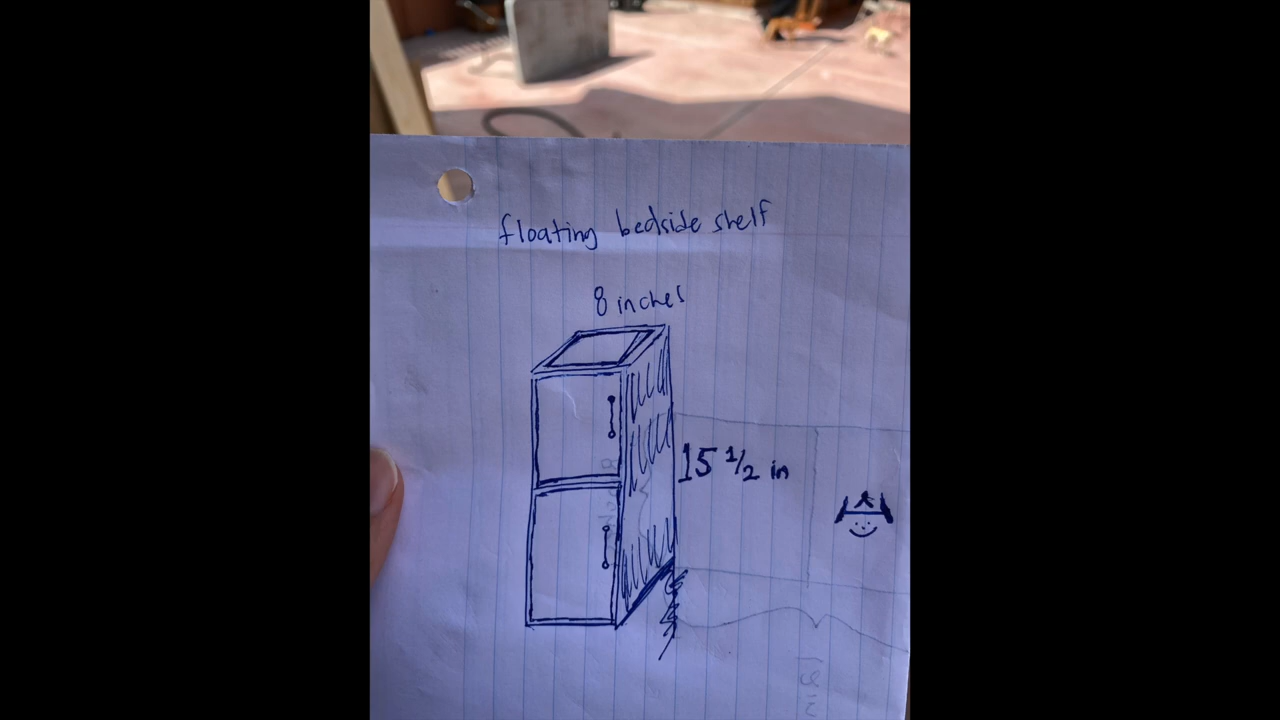 floating bedside shelf
8 inches
15 1/2 in